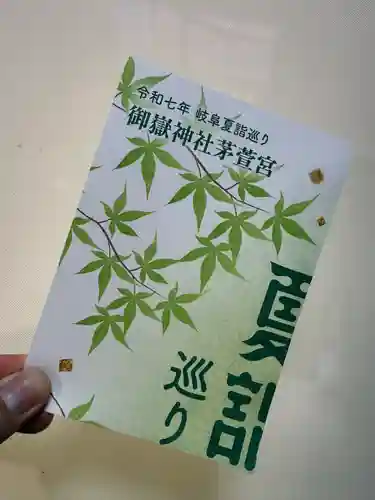 令和七年 岐阜夏詣巡り
御嶽神社茅萱宮
夏詣
巡り